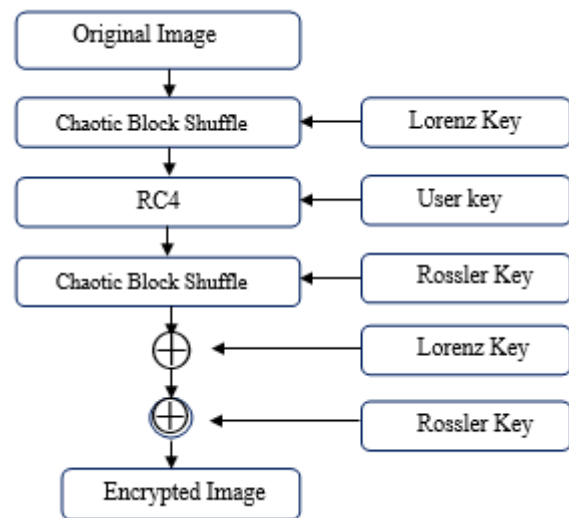 Original Image
Chaotic Block Shuffle
Lorenz Key
RC4
User key
Chaotic Block Shuffle
Rossler Key
Lorenz Key
Rossler Key
Encrypted Image